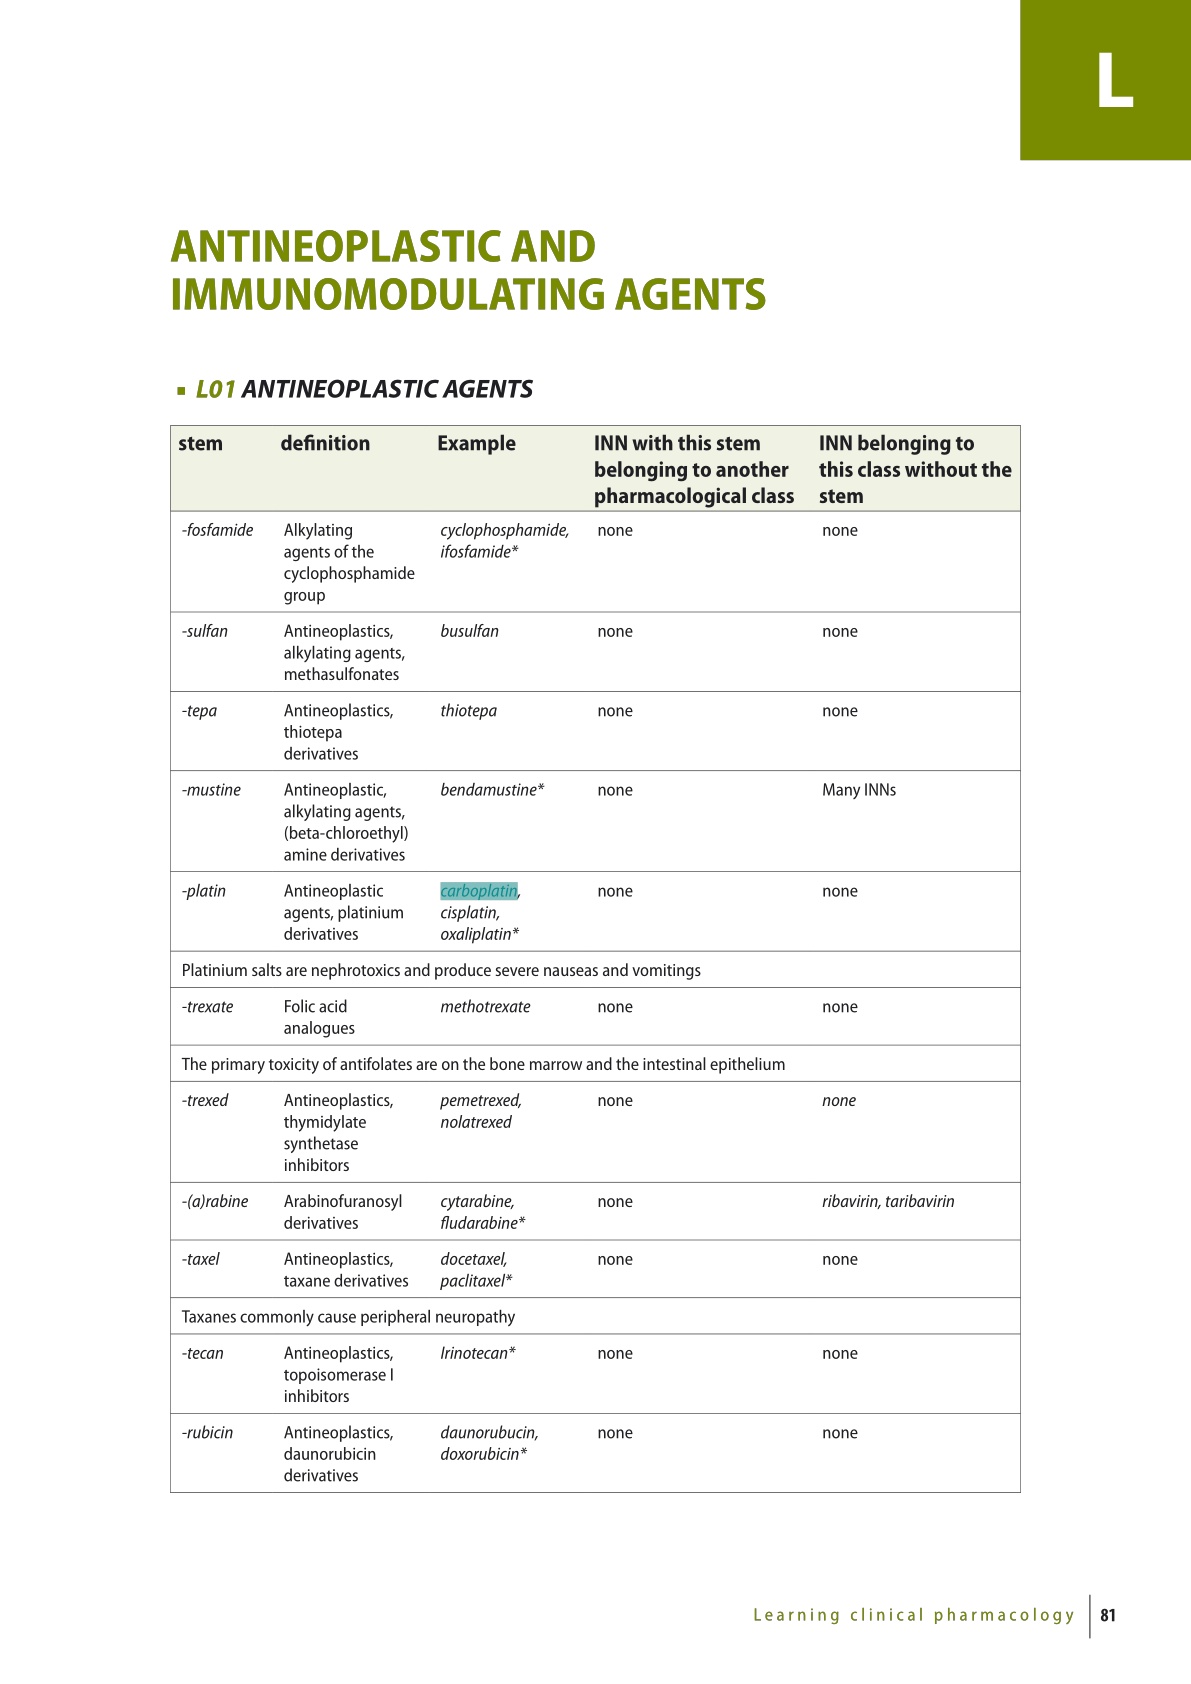 L
ANTINEOPLASTIC AND
IMMUNOMODULATING AGENTS
▪ L01 ANTINEOPLASTIC AGENTS
stem definition Example INN with this stem belonging to another pharmacological class INN belonging to this class without the stem
-fosfamide Alkylating agents of the cyclophosphamide group cyclophosphamide, ifosfamide* none none
-sulfan Antineoplastics, alkylating agents, methasulfonates busulfan none none
-tepa Antineoplastics, thiotepa derivatives thiotepa none none
-mustine Antineoplastic, alkylating agents, (beta-chloroethyl) amine derivatives bendamustine* none Many INNs
-platin Antineoplastic agents, platinium derivatives carboplatin, cisplatin, oxaliplatin* none none
Platinium salts are nephrotoxics and produce severe nauseas and vomitings
-trexate Folic acid analogues methotrexate none none
The primary toxicity of antifolates are on the bone marrow and the intestinal epithelium
-trexed Antineoplastics, thymidylate synthetase inhibitors pemetrexed, nolatrexed none none
-(a)rabine Arabinofuranosyl derivatives cytarabine, fludarabine* none ribavirin, taribavirin
-taxel Antineoplastics, taxane derivatives docetaxel, paclitaxel* none none
Taxanes commonly cause peripheral neuropathy
-tecan Antineoplastics, topoisomerase I inhibitors Irinotecan* none none
-rubicin Antineoplastics, daunorubicin derivatives daunorubucin, doxorubicin* none none
Learning clinical pharmacology 81